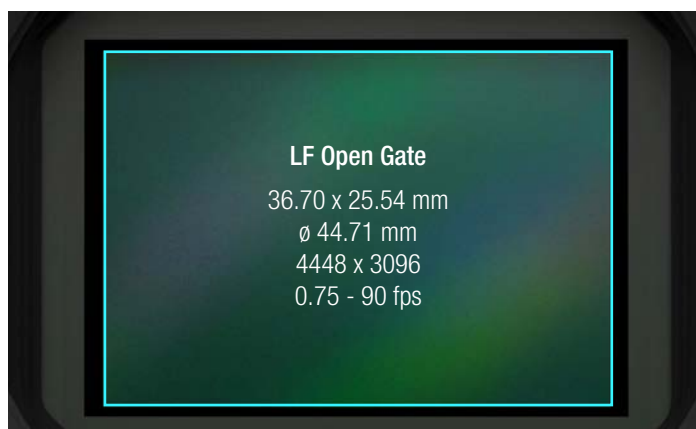 LF Open Gate
36.70 x 25.54 mm
ø 44.71 mm
4448 x 3096
0.75 - 90 fps